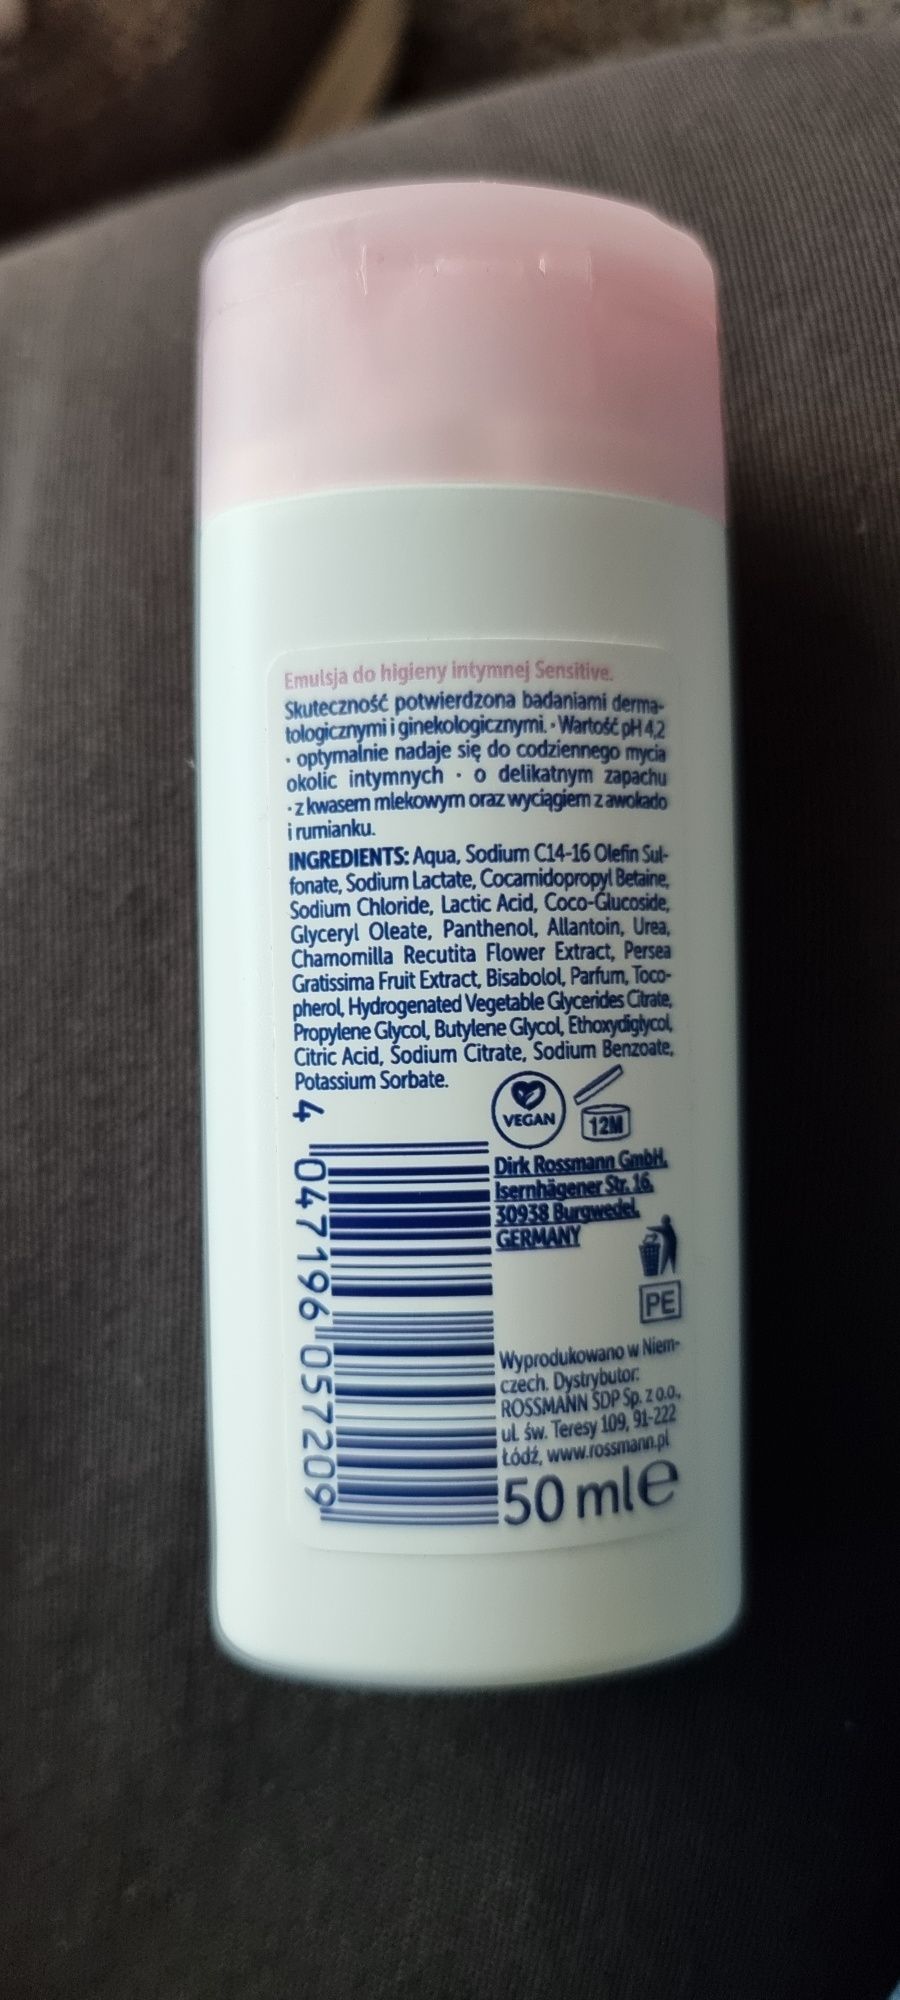 Emulsja do higieny intymnej Sensitive.
Skuteczność potwierdzona badaniami derma-
tologicznymi i ginekologicznymi. · Wartość pH 4,2
· optymalnie nadaje się do codziennego mycia
okolic intymnych · o delikatnym zapachu
· z kwasem mlekowym oraz wyciągiem z awokado
i rumianku.
INGREDIENTS: Aqua, Sodium C14-16 Olefin Sul-
fonate, Sodium Lactate, Cocamidopropyl Betaine,
Sodium Chloride, Lactic Acid, Coco-Glucoside,
Glyceryl Oleate, Panthenol, Allantoin, Urea,
Chamomilla Recutita Flower Extract, Persea
Gratissima Fruit Extract, Bisabolol, Parfum, Toco-
pherol, Hydrogenated Vegetable Glycerides Citrate,
Propylene Glycol, Butylene Glycol, Ethoxydiglycol,
Citric Acid, Sodium Citrate, Sodium Benzoate,
Potassium Sorbate.
VEGAN
12M
Dirk Rossmann GmbH,
Isernhägener Str. 16,
30938 Burgwedel,
GERMANY
PE
4 047196 057209
Wyprodukowano w Niem-
czech. Dystrybutor:
ROSSMANN SDP Sp. z o.o.,
ul. św. Teresy 109, 91-222
Łódź, www.rossmann.pl
50 ml e